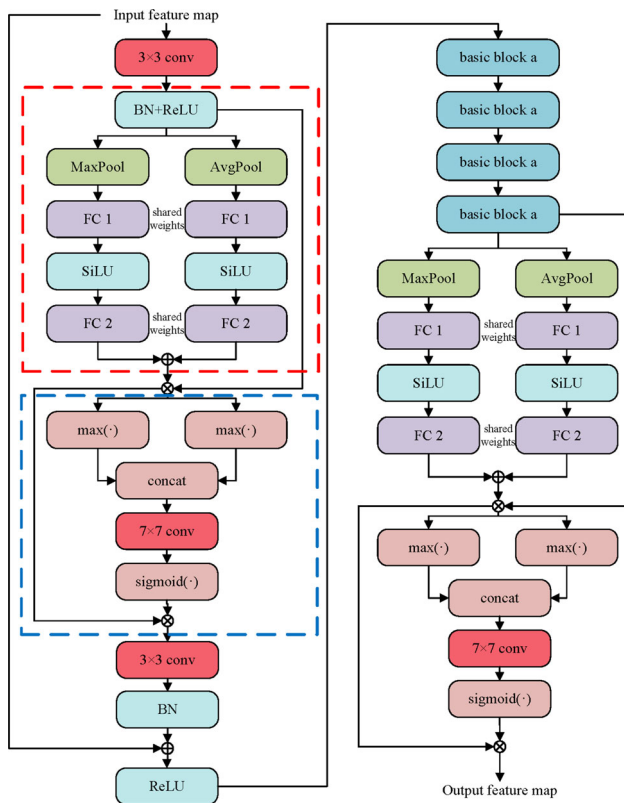 Input feature map
3×3 conv
BN+ReLU
MaxPool
AvgPool
FC 1
shared
weights
FC 1
SiLU
SiLU
FC 2
shared
weights
FC 2
max(·)
max(·)
concat
7×7 conv
sigmoid(·)
3×3 conv
BN
ReLU
basic block a
basic block a
basic block a
basic block a
MaxPool
AvgPool
FC 1
shared
weights
FC 1
SiLU
SiLU
FC 2
shared
weights
FC 2
max(·)
max(·)
concat
7×7 conv
sigmoid(·)
Output feature map